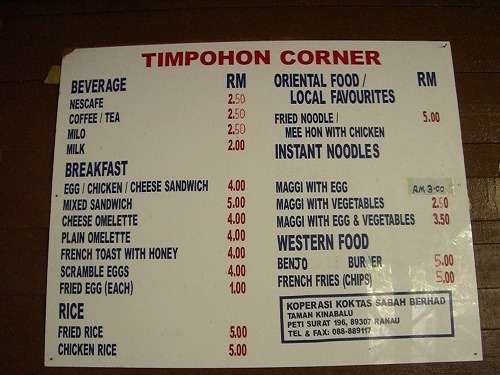 TIMPOHON CORNER
BEVERAGE RM
NESCAFE 2.50
COFFEE / TEA 2.50
MILO 2.50
MILK 2.00
BREAKFAST
EGG / CHICKEN / CHEESE SANDWICH 4.00
MIXED SANDWICH 5.00
CHEESE OMELETTE 4.00
PLAIN OMELETTE 4.00
FRENCH TOAST WITH HONEY 4.00
SCRAMBLE EGGS 4.00
FRIED EGG (EACH) 1.00
RICE
FRIED RICE 5.00
CHICKEN RICE 5.00
ORIENTAL FOOD / RM
LOCAL FAVOURITES
FRIED NOODLE / 5.00
MEE HON WITH CHICKEN
INSTANT NOODLES
MAGGI WITH EGG RM 3.00
MAGGI WITH VEGETABLES 2.50
MAGGI WITH EGG & VEGETABLES 3.50
WESTERN FOOD
BENJO BURGER 5.00
FRENCH FRIES (CHIPS) 5.00
KOPERASI KOKTAS SABAH BERHAD
TAMAN KINABALU
PETI SURAT 196, 89307 RANAU
TEL & FAX: 088-889117